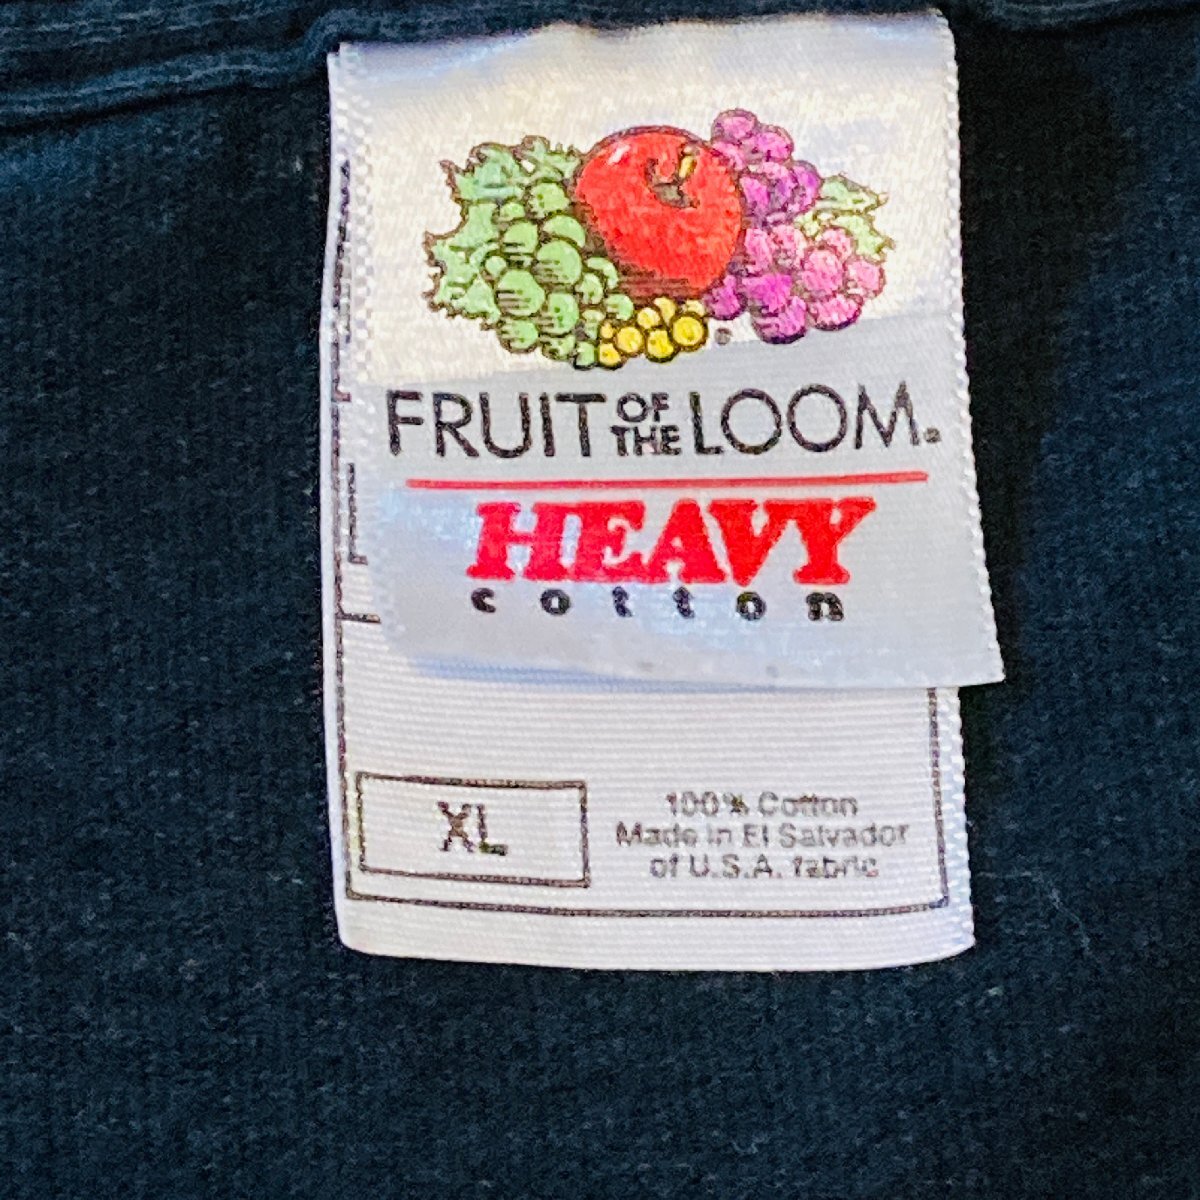 FRUIT OF THE LOOM®
HEAVY
cotton
XL
100% Cotton
Made in El Salvador
of U.S.A. fabric